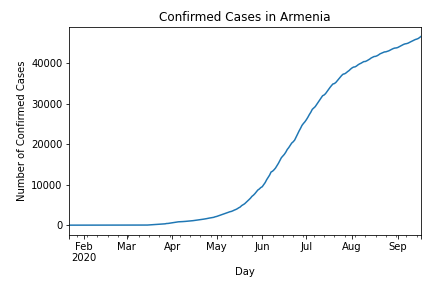 Confirmed Cases in Armenia
Number of Confirmed Cases
40000
30000
20000
10000
0
Feb Mar Apr May Jun Jul Aug Sep
2020
Day